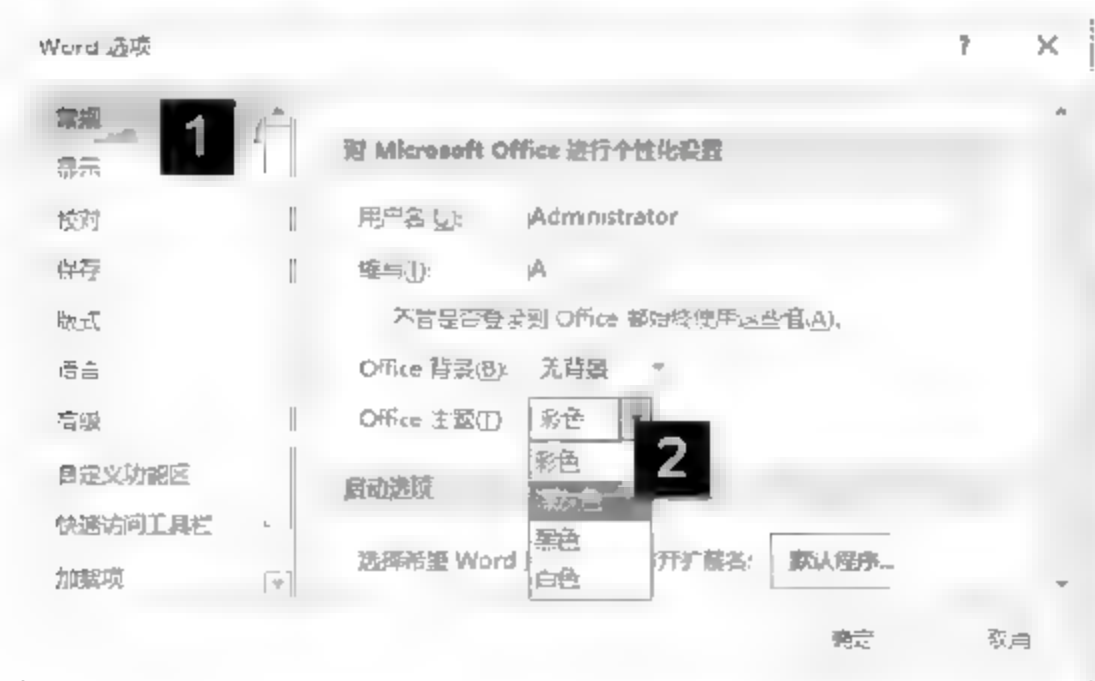 Word 选项 ?
常规
1
显示
校对
保存
版式
语言
高级
自定义功能区
快速访问工具栏
加载项
对 Microsoft Office 进行个性化设置
用户名(U): Administrator
缩写(I): A
不管是否登录到 Office 都始终使用这些值(A)。
Office 背景(B): 无背景
Office 主题(T): 彩色
2
彩色
深灰色
黑色
白色
启动选项
选择希望 Word 开扩展名: 默认程序...
确定 取消